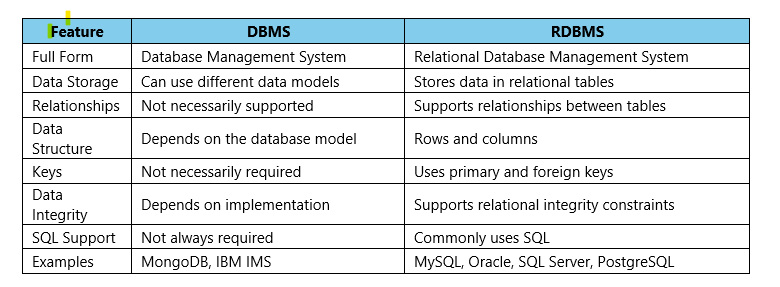 Feature DBMS RDBMS
Full Form Database Management System Relational Database Management System
Data Storage Can use different data models Stores data in relational tables
Relationships Not necessarily supported Supports relationships between tables
Data
Structure Depends on the database model Rows and columns
Keys Not necessarily required Uses primary and foreign keys
Data
Integrity Depends on implementation Supports relational integrity constraints
SQL Support Not always required Commonly uses SQL
Examples MongoDB, IBM IMS MySQL, Oracle, SQL Server, PostgreSQL